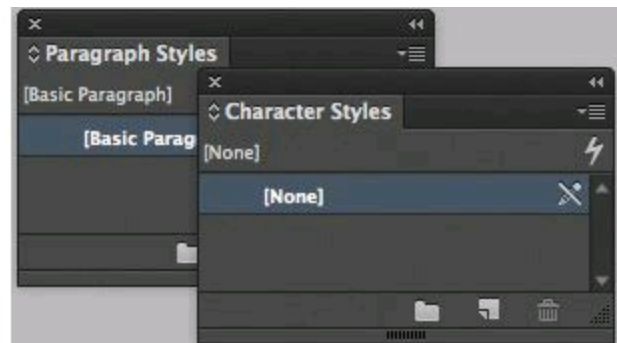 Paragraph Styles
[Basic Paragraph]
[Basic Parag
Character Styles
[None]
[None]